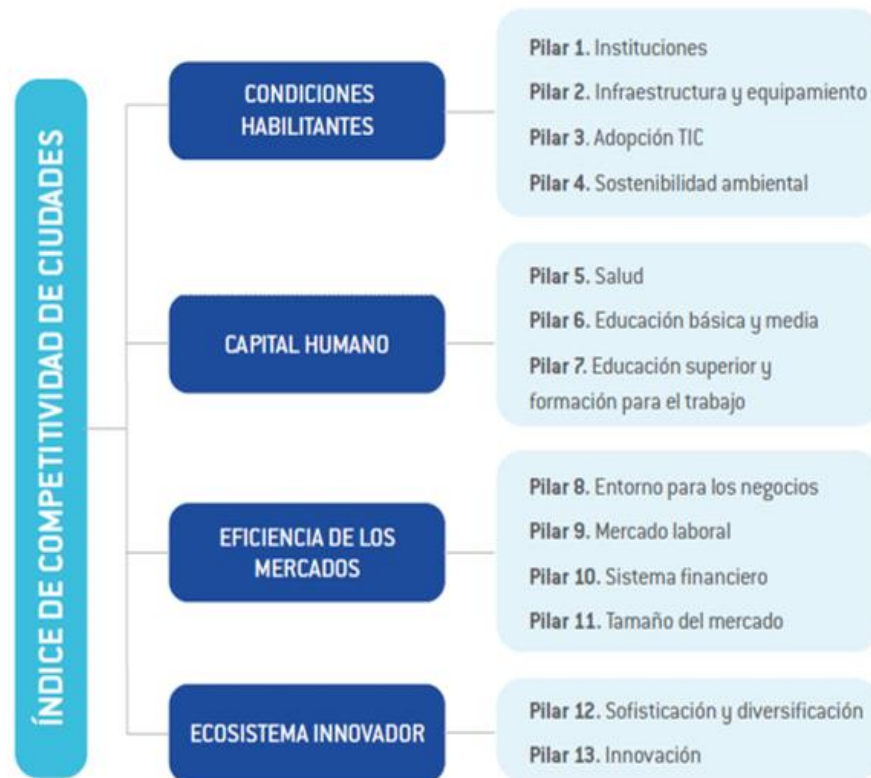 ÍNDICE DE COMPETITIVIDAD DE CIUDADES
CONDICIONES
HABILITANTES
Pilar 1. Instituciones
Pilar 2. Infraestructura y equipamiento
Pilar 3. Adopción TIC
Pilar 4. Sostenibilidad ambiental
CAPITAL HUMANO
Pilar 5. Salud
Pilar 6. Educación básica y media
Pilar 7. Educación superior y
formación para el trabajo
EFICIENCIA DE LOS
MERCADOS
Pilar 8. Entorno para los negocios
Pilar 9. Mercado laboral
Pilar 10. Sistema financiero
Pilar 11. Tamaño del mercado
ECOSISTEMA INNOVADOR
Pilar 12. Sofisticación y diversificación
Pilar 13. Innovación